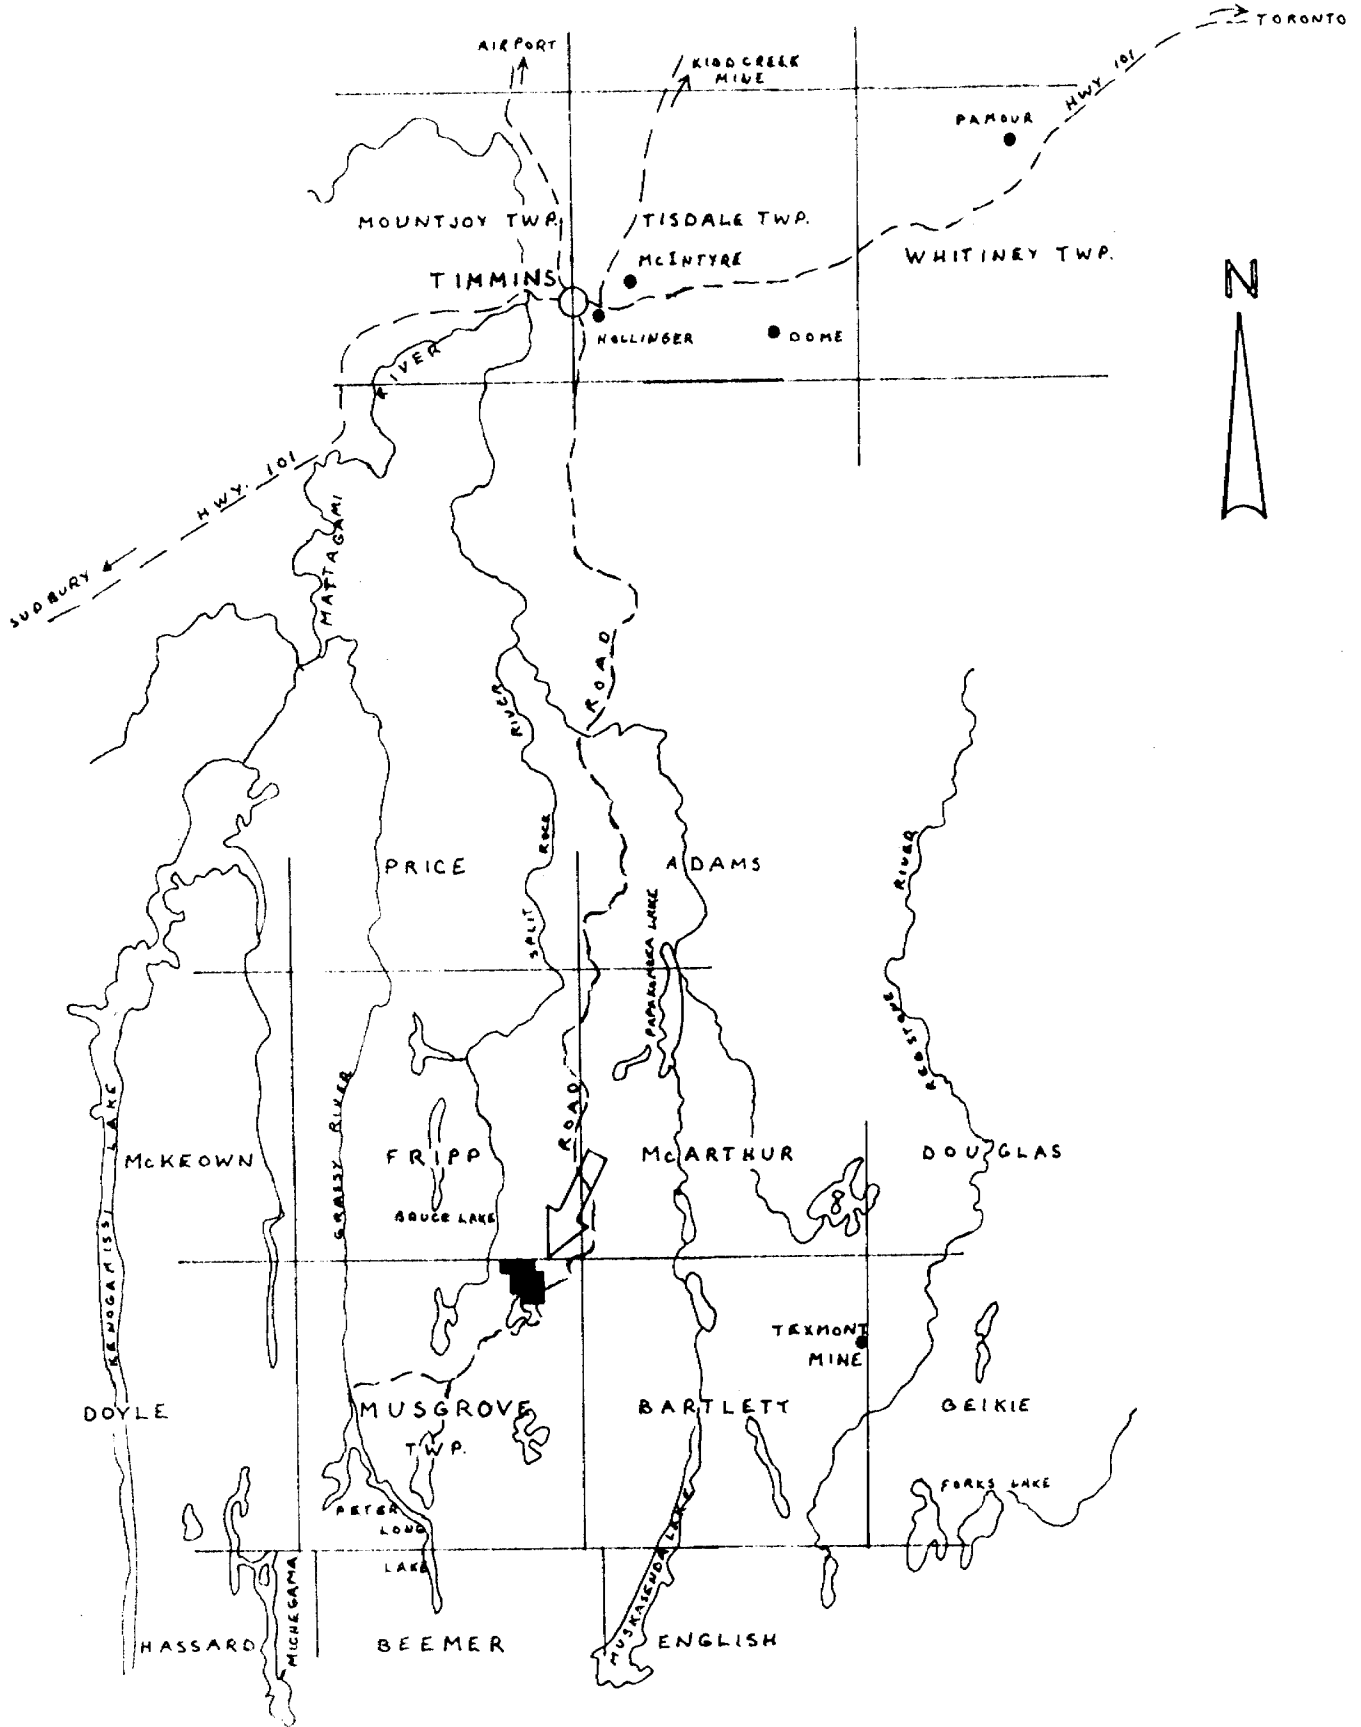 TORONTO
AIRPORT
KIDD CREEK
MINE
HWY 101
PAMOUR
MOUNTJOY TWP.
TISDALE TWP.
WHITINEY TWP.
McINTYRE
TIMMINS
N
HOLLINGER
DOME
RIVER
HWY. 101
MATTAGAMI
SUDBURY
ROAD
RIVER
ROCK
SPLIT
PRICE
ADAMS
RIVER
REDSTONE
PAPAKOMEKA LAKE
KENOGAMISSI LAKE
McKEOWN
GRASSY RIVER
FRIPP
ROAD
McARTHUR
DOUGLAS
BRUCE LAKE
TEXMONT
MINE
DOYLE
MUSGROVE
TWP.
BARTLETT
GEIKIE
FORKS LAKE
PETER
LONG
LAKE
MUSKASENDA LAKE
HASSARD
MICHEGAMA
BEEMER
ENGLISH